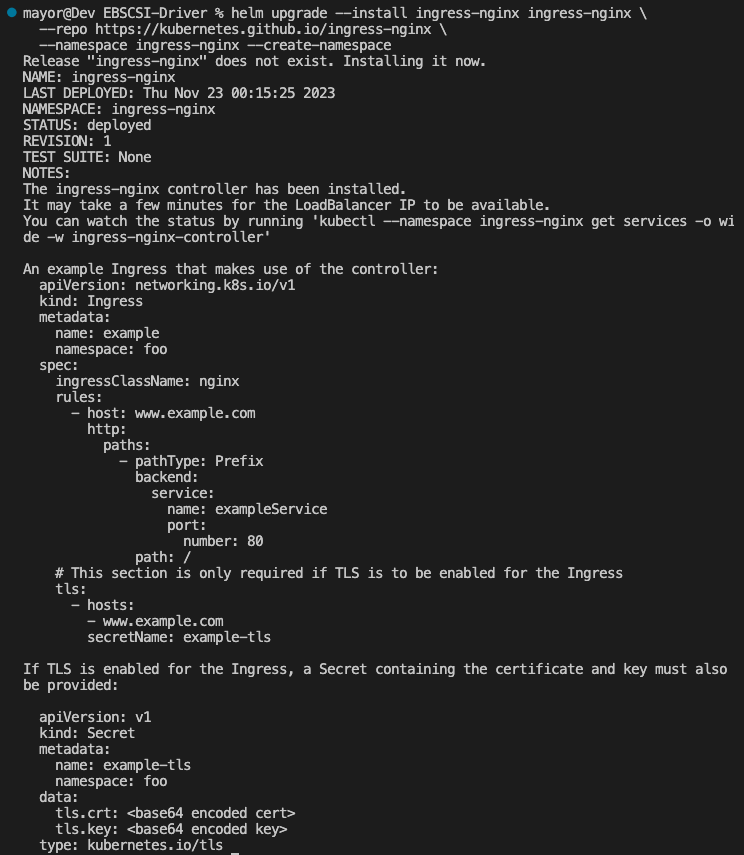 mayor@Dev EBSCSI-Driver % helm upgrade --install ingress-nginx ingress-nginx \
  --repo https://kubernetes.github.io/ingress-nginx \
  --namespace ingress-nginx --create-namespace
Release "ingress-nginx" does not exist. Installing it now.
NAME: ingress-nginx
LAST DEPLOYED: Thu Nov 23 00:15:25 2023
NAMESPACE: ingress-nginx
STATUS: deployed
REVISION: 1
TEST SUITE: None
NOTES:
The ingress-nginx controller has been installed.
It may take a few minutes for the LoadBalancer IP to be available.
You can watch the status by running 'kubectl --namespace ingress-nginx get services -o wi
de -w ingress-nginx-controller'

An example Ingress that makes use of the controller:
  apiVersion: networking.k8s.io/v1
  kind: Ingress
  metadata:
    name: example
    namespace: foo
  spec:
    ingressClassName: nginx
    rules:
      - host: www.example.com
        http:
          paths:
            - pathType: Prefix
              backend:
                service:
                  name: exampleService
                  port:
                    number: 80
              path: /
    # This section is only required if TLS is to be enabled for the Ingress
    tls:
      - hosts:
        - www.example.com
        secretName: example-tls

If TLS is enabled for the Ingress, a Secret containing the certificate and key must also
be provided:

  apiVersion: v1
  kind: Secret
  metadata:
    name: example-tls
    namespace: foo
  data:
    tls.crt: <base64 encoded cert>
    tls.key: <base64 encoded key>
  type: kubernetes.io/tls